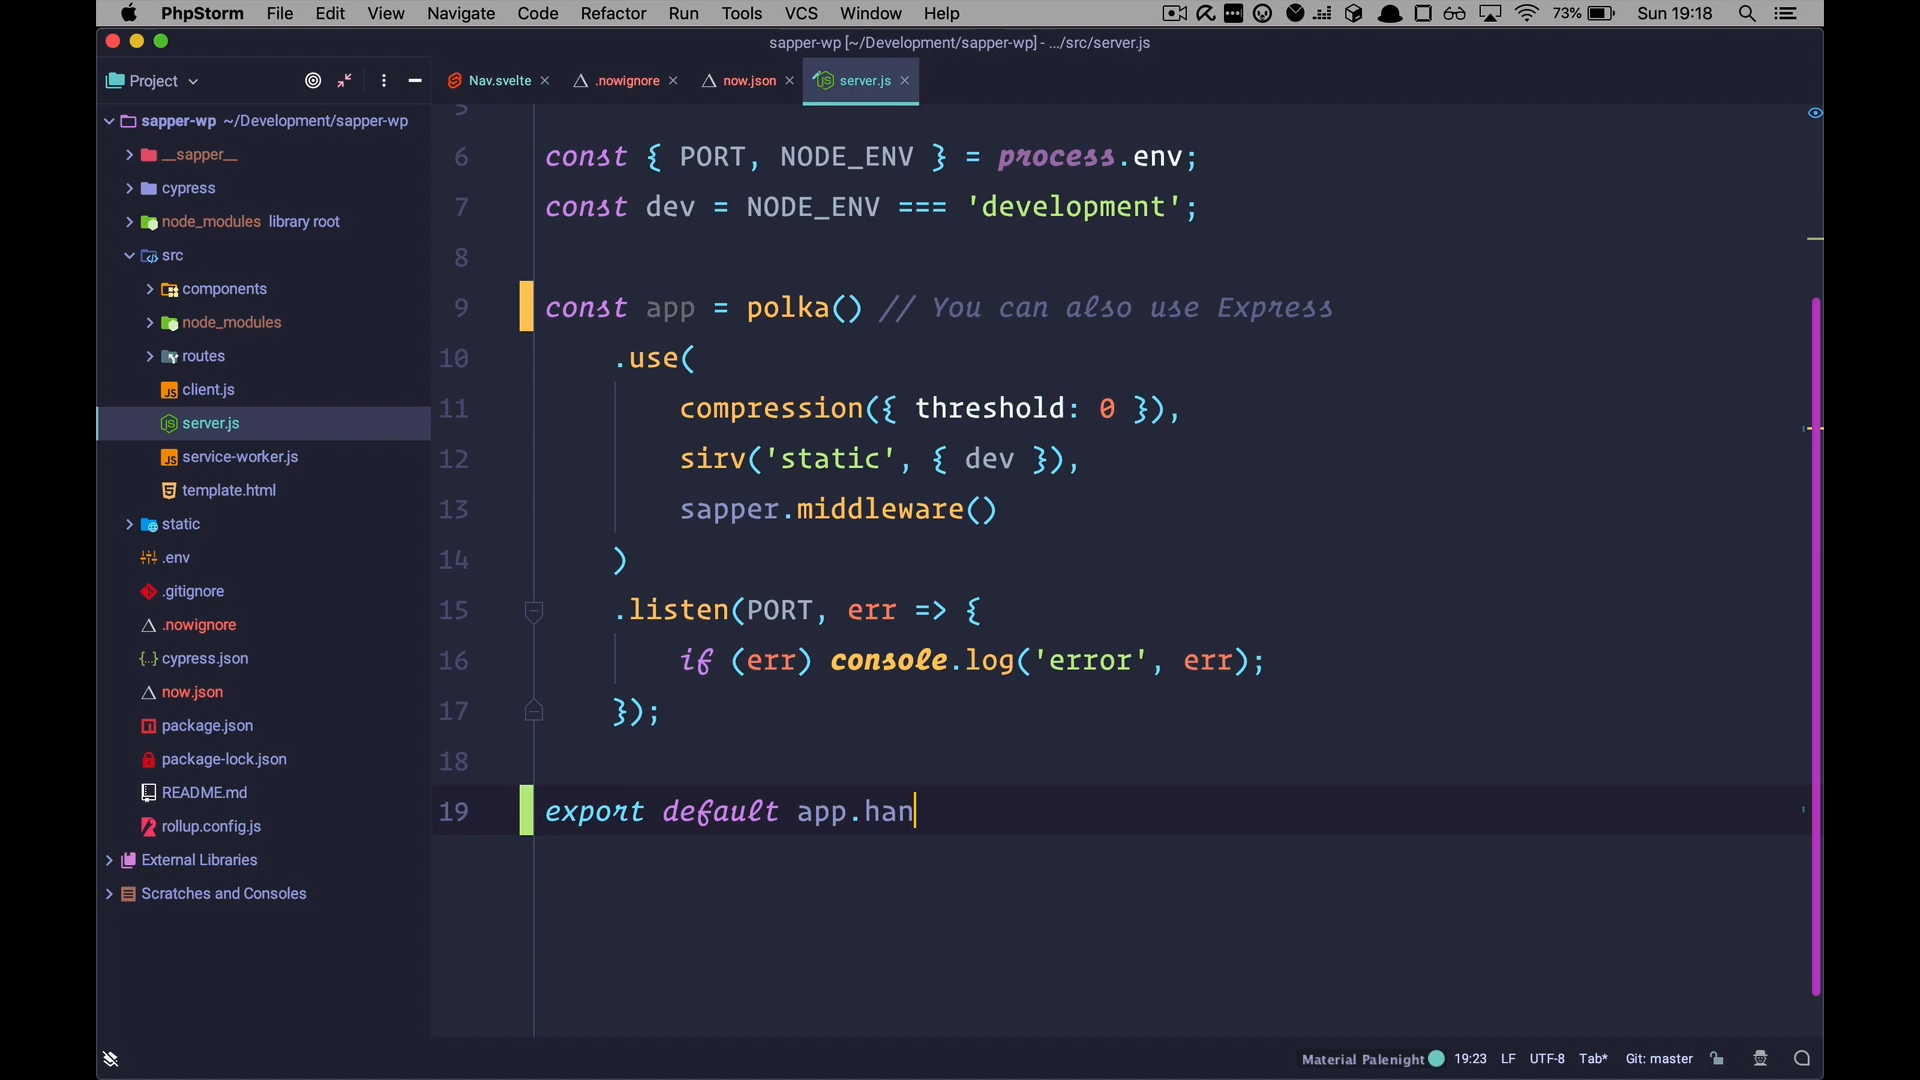 PhpStorm File Edit View Navigate Code Refactor Run Tools VCS Window Help 73% Sun 19:18
sapper-wp [~/Development/sapper-wp] - .../src/server.js
Project
Nav.svelte .nowignore now.json server.js
sapper-wp ~/Development/sapper-wp
__sapper__
cypress
node_modules library root
src
components
node_modules
routes
client.js
server.js
service-worker.js
template.html
static
.env
.gitignore
.nowignore
cypress.json
now.json
package.json
package-lock.json
README.md
rollup.config.js
External Libraries
Scratches and Consoles
5
6 const { PORT, NODE_ENV } = process.env;
7 const dev = NODE_ENV === 'development';
8
9 const app = polka() // You can also use Express
10 .use(
11 compression({ threshold: 0 }),
12 sirv('static', { dev }),
13 sapper.middleware()
14 )
15 .listen(PORT, err => {
16 if (err) console.log('error', err);
17 });
18
19 export default app.han
Material Palenight 19:23 LF UTF-8 Tab* Git: master